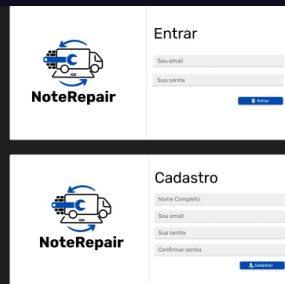 Entrar
Seu email
Sua senha
Entrar
NoteRepair
Cadastro
Nome Completo
Seu email
Sua senha
Confirmar senha
Cadastrar
NoteRepair